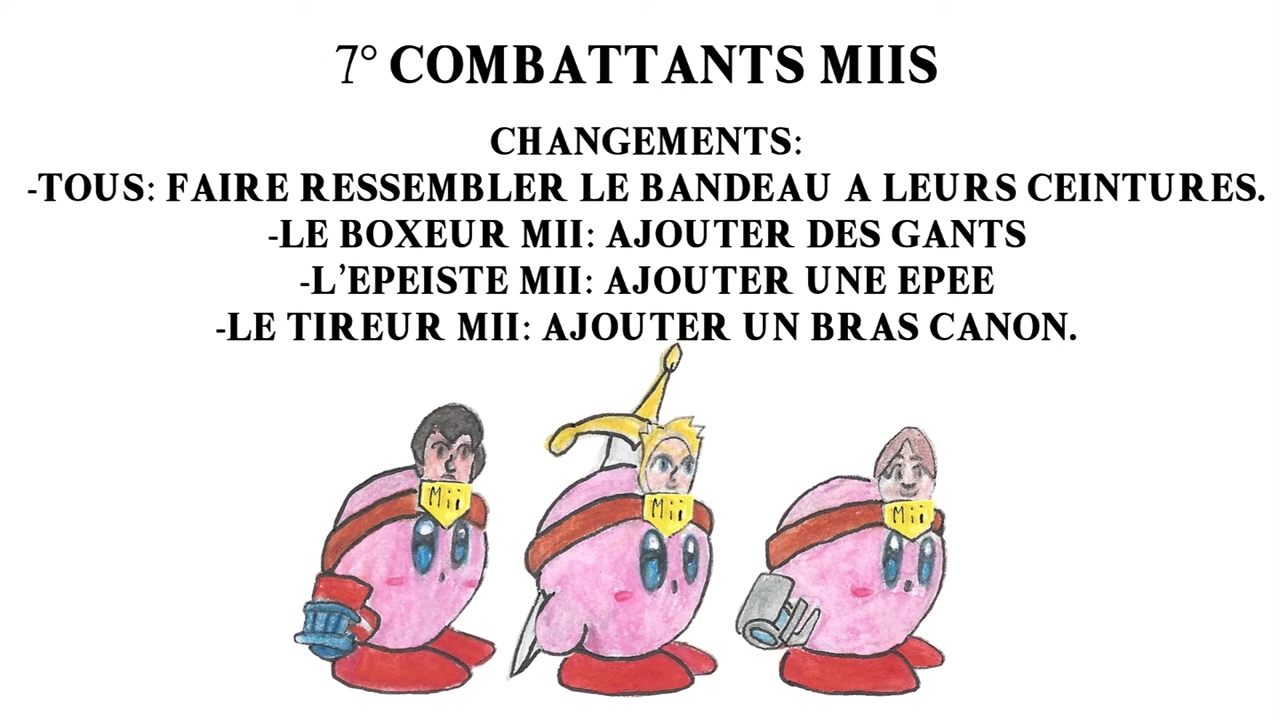 7° COMBATTANTS MIIS
CHANGEMENTS:
-TOUS: FAIRE RESSEMBLER LE BANDEAU A LEURS CEINTURES.
-LE BOXEUR MII: AJOUTER DES GANTS
-L'EPEISTE MII: AJOUTER UNE EPEE
-LE TIREUR MII: AJOUTER UN BRAS CANON.
Mii
Mii
Mii